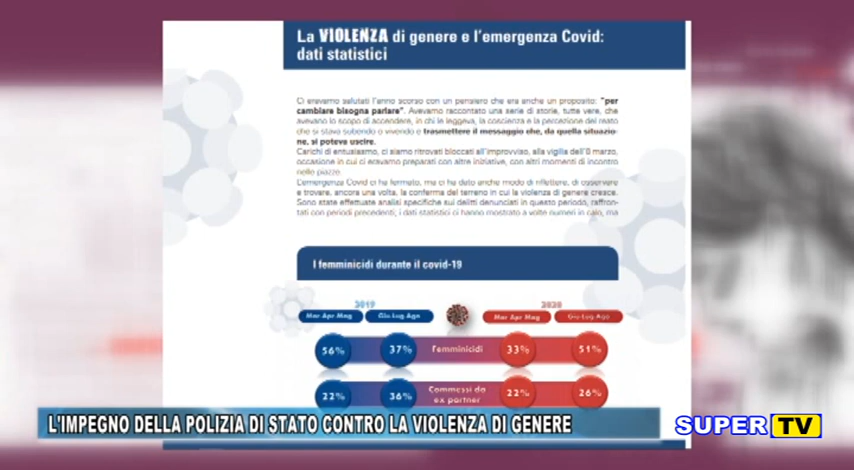 La VIOLENZA di genere e l'emergenza Covid:
dati statistici
Ci eravamo salutati l'anno scorso con un pensiero che era anche un proposito: "per
cambiare bisogna parlare". Avevamo raccontato una serie di storie, tutte vere, che
avevano lo scopo di accendere, in chi le leggeva, la coscienza e la percezione del reato
che si stava subendo o vivendo e trasmettere il messaggio che, da quella situazio-
ne, si poteva uscire.
Carichi di entusiasmo, ci siamo ritrovati bloccati all'improvviso, alla vigilia dell'8 marzo,
occasione in cui ci eravamo preparati con altre iniziative, con altri momenti di incontro
nelle piazze.
L'emergenza Covid ci ha fermato, ma ci ha dato anche modo di riflettere, di osservare
e trovare, ancora una volta, la conferma del terreno in cui la violenza di genere cresce.
Sono state effettuate analisi specifiche sui delitti denunciati in questo periodo, raffron-
tati con periodi precedenti; i dati statistici ci hanno mostrato a volte numeri in calo, ma
I femminicidi durante il covid-19
2019 2020
Mar Apr Mag Giu Lug Ago Mar Apr Mag Giu Lug Ago
56% 37% Femminicidi 33% 51%
22% 36% Commessi da ex partner 22% 26%
L'IMPEGNO DELLA POLIZIA DI STATO CONTRO LA VIOLENZA DI GENERE
SUPER TV